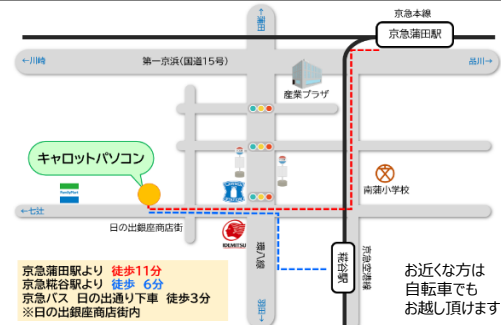 ↑蒲田
京急本線
京急蒲田駅
←川崎
第一京浜(国道15号)
品川→
産業プラザ
キャロットパソコン
南蒲小学校
FamilyMart
←七辻
日の出銀座商店街
IDEMITSU
環八線
糀谷駅
京急空港線
羽田↓
京急蒲田駅より 徒歩11分
京急糀谷駅より 徒歩 6分
京急バス 日の出通り下車 徒歩3分
※日の出銀座商店街内
お近くな方は
自転車でも
お越し頂けます